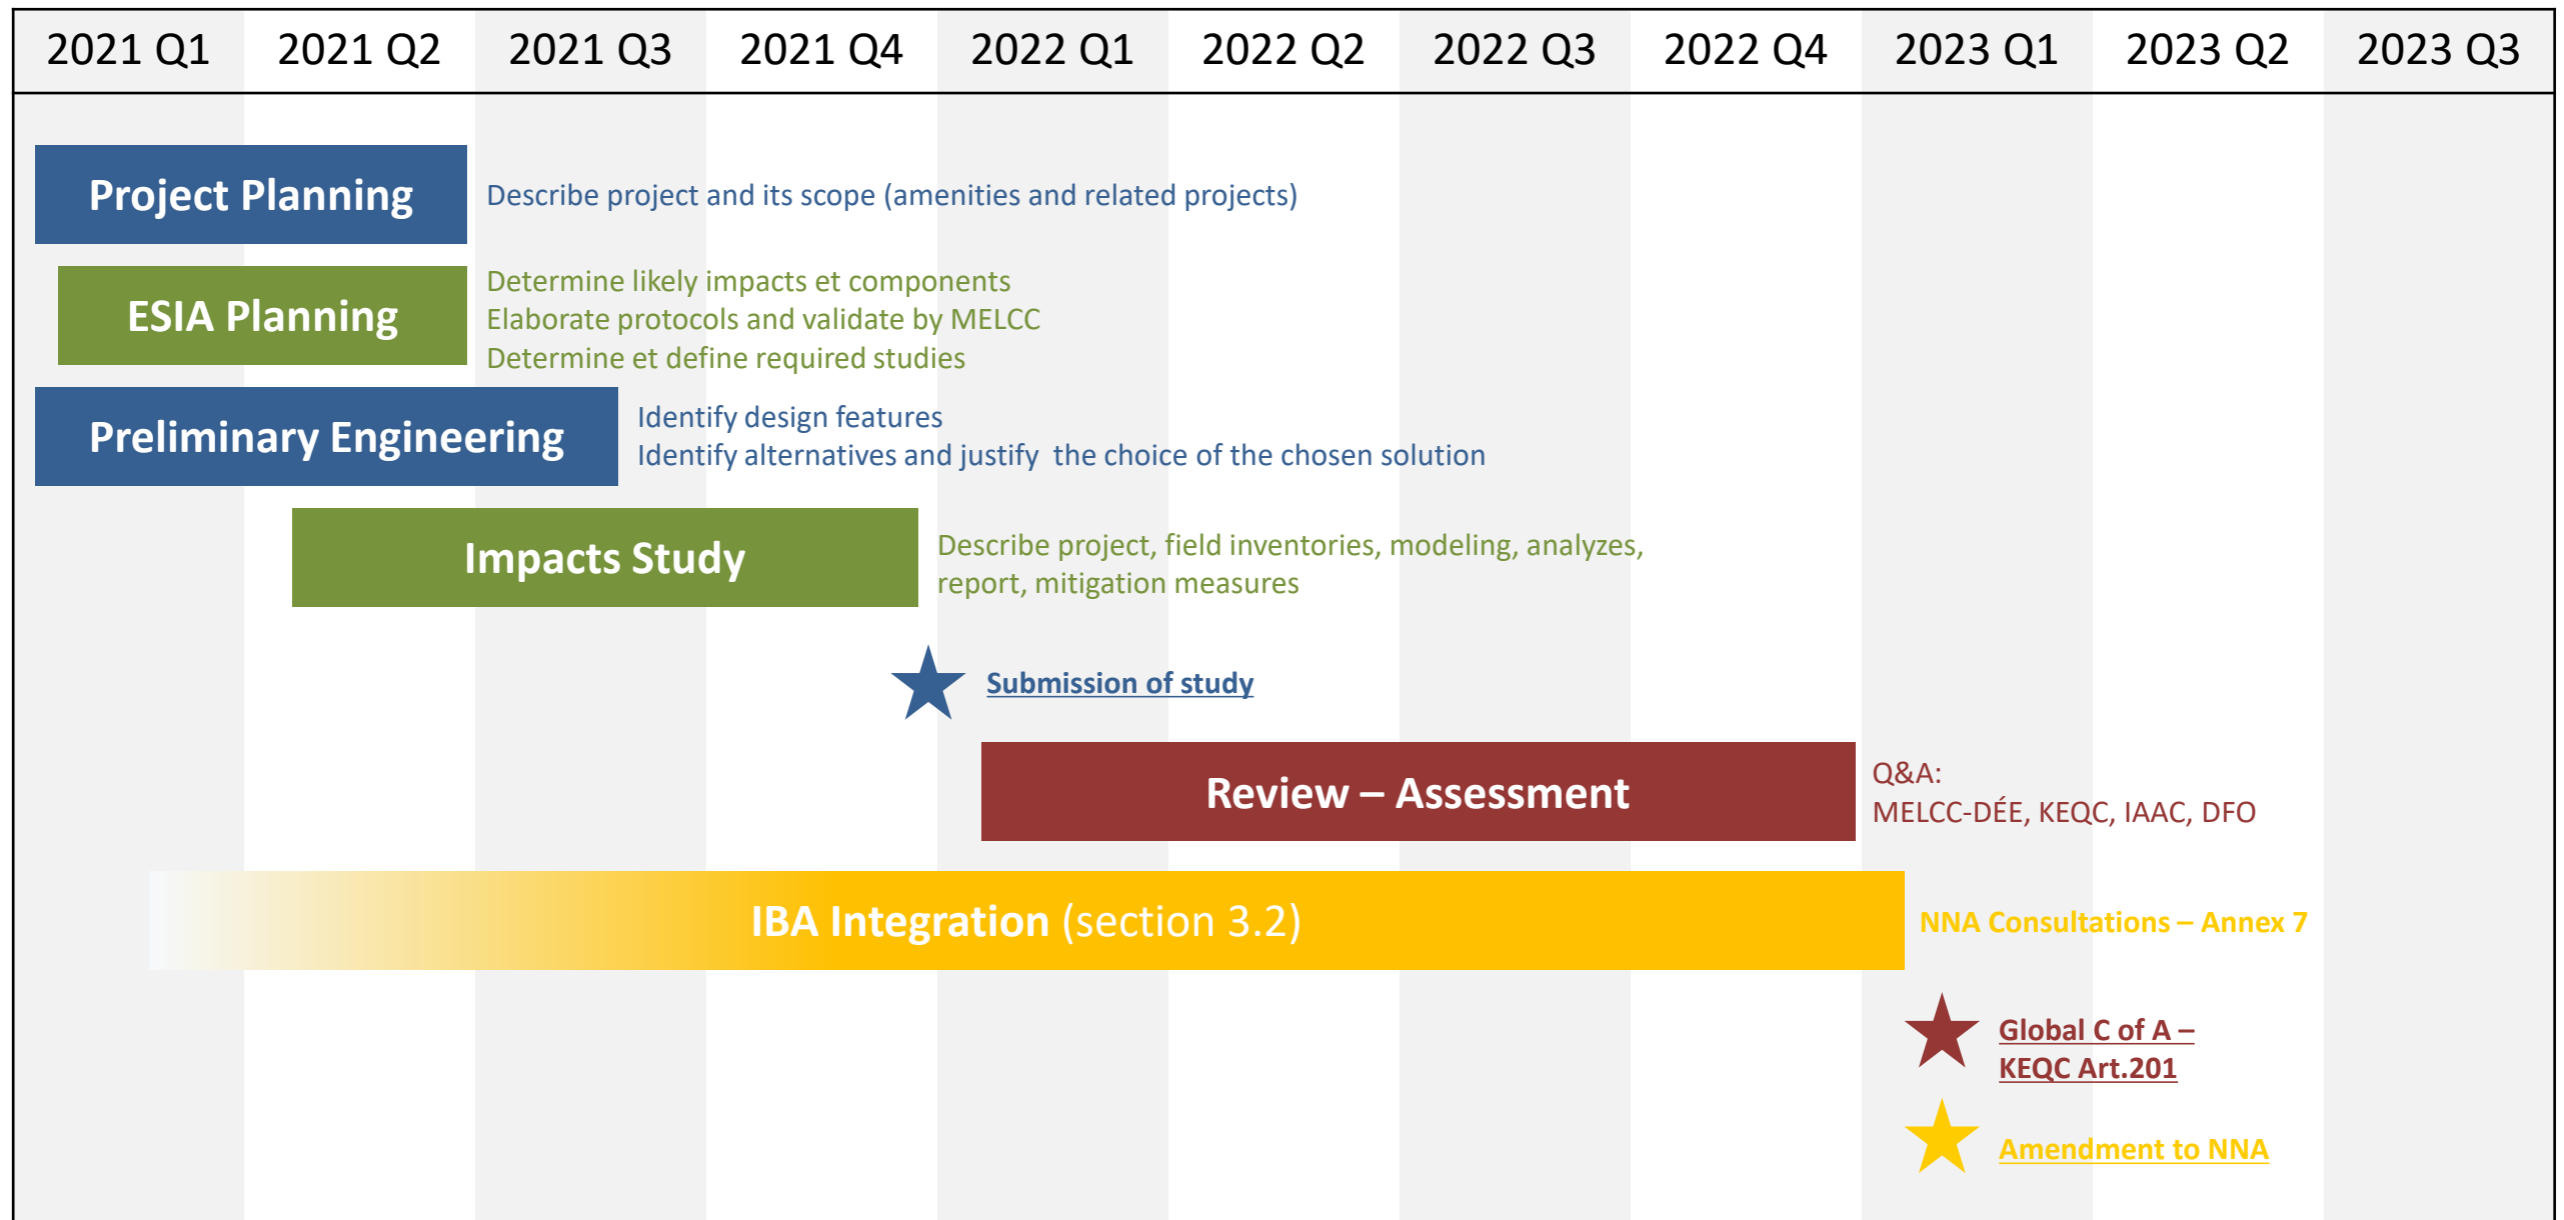 2021 Q1 2021 Q2 2021 Q3 2021 Q4 2022 Q1 2022 Q2 2022 Q3 2022 Q4 2023 Q1 2023 Q2 2023 Q3
Project Planning
Describe project and its scope (amenities and related projects)
ESIA Planning
Determine likely impacts et components
Elaborate protocols and validate by MELCC
Determine et define required studies
Preliminary Engineering
Identify design features
Identify alternatives and justify the choice of the chosen solution
Impacts Study
Describe project, field inventories, modeling, analyzes,
report, mitigation measures
Submission of study
Review – Assessment
Q&A:
MELCC-DÉE, KEQC, IAAC, DFO
IBA Integration (section 3.2)
NNA Consultations – Annex 7
Global C of A –
KEQC Art.201
Amendment to NNA